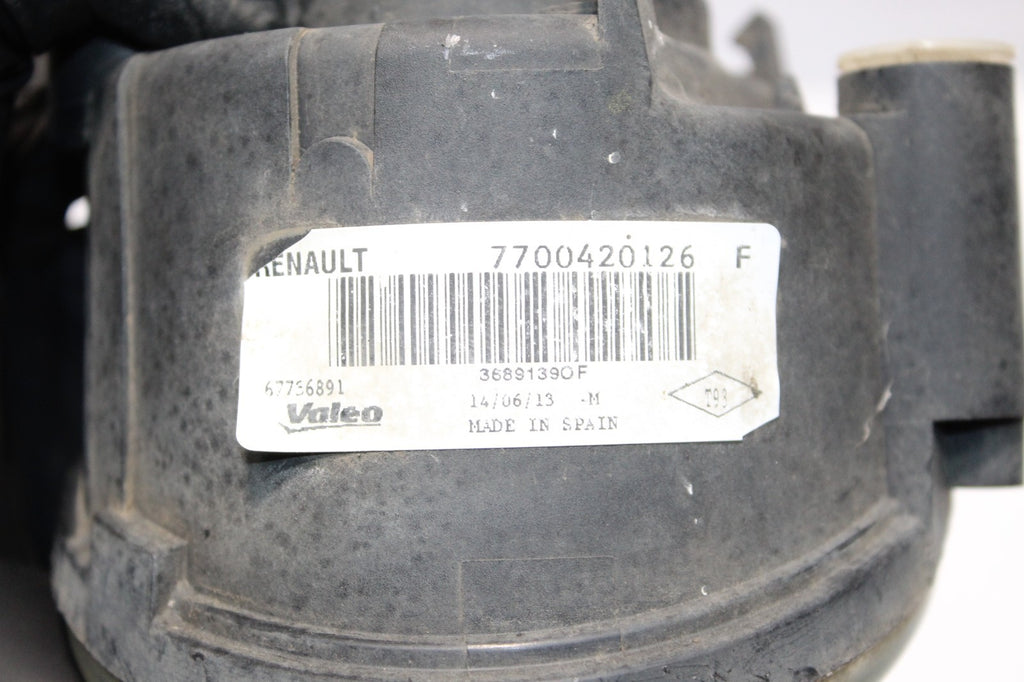 RENAULT 7700420126 F
36891390F
67736891
Valeo
14/06/13 -M
T98
MADE IN SPAIN